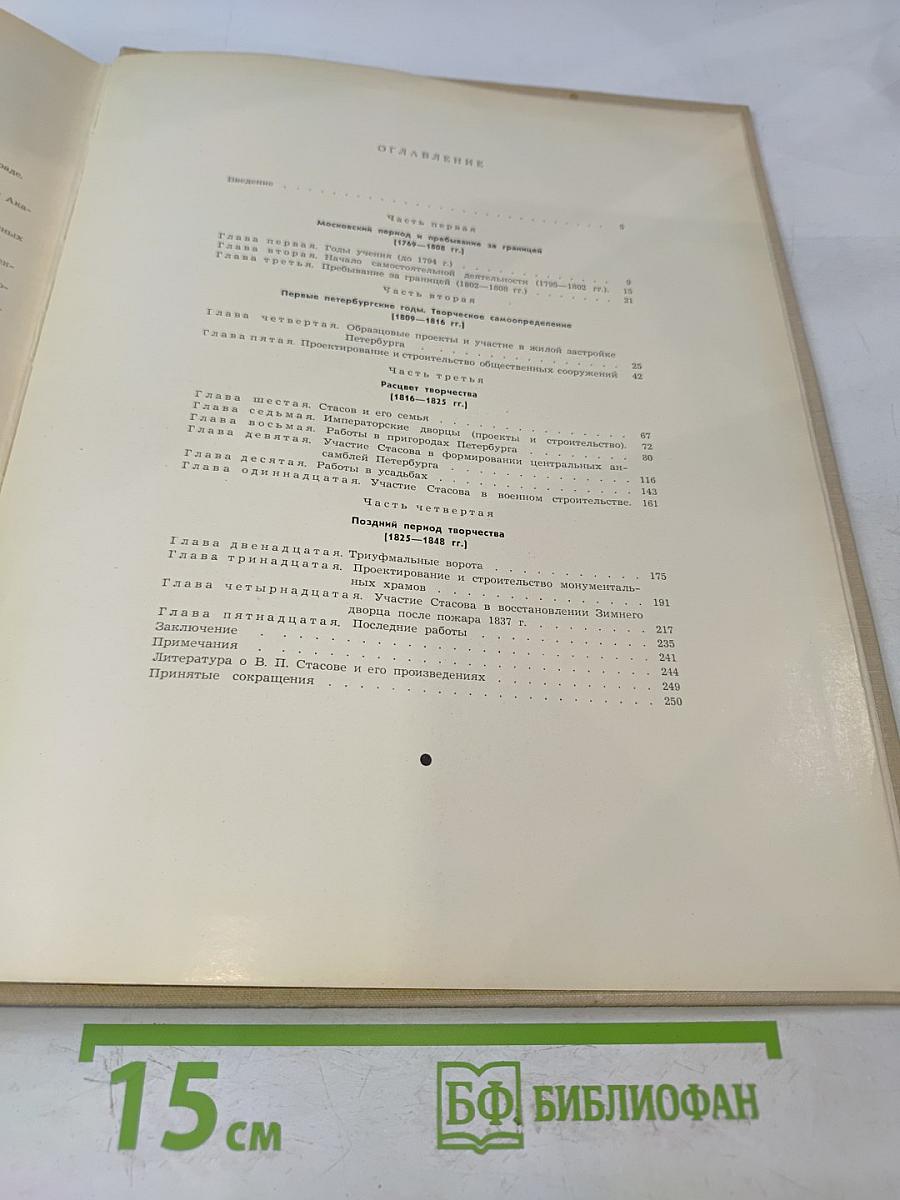 раде.
Ака-
нных
ен-
о-
ОГЛАВЛЕНИЕ
Введение . . . . . . . . . . . . . . . . . . . . . . . . 5
Часть первая
Московский период и пребывание за границей
(1769—1808 гг.)
Глава первая. Годы учения (до 1794 г.) . . . . . . . . . . . 9
Глава вторая. Начало самостоятельной деятельности (1795—1802 гг.). 15
Глава третья. Пребывание за границей (1802—1808 гг.) . . . . . . 21
Часть вторая
Первые петербургские годы. Творческое самоопределение
(1809—1816 гг.)
Глава четвертая. Образцовые проекты и участие в жилой застройке
Петербурга . . . . . . . . . . . . . . . 25
Глава пятая. Проектирование и строительство общественных сооружений 42
Часть третья
Расцвет творчества
(1816—1825 гг.)
Глава шестая. Стасов и его семья . . . . . . . . . . . . . 67
Глава седьмая. Императорские дворцы (проекты и строительство). 72
Глава восьмая. Работы в пригородах Петербурга . . . . . . . 80
Глава девятая. Участие Стасова в формировании центральных ан-
самблей Петербурга . . . . . . . . . . . . . 116
Глава десятая. Работы в усадьбах . . . . . . . . . . . . . 143
Глава одиннадцатая. Участие Стасова в военном строительстве. 161
Часть четвертая
Поздний период творчества
(1825—1848 гг.)
Глава двенадцатая. Триуфмальные ворота . . . . . . . . . . 175
Глава тринадцатая. Проектирование и строительство монументаль-
ных храмов . . . . . . . . . . . . . . 191
Глава четырнадцатая. Участие Стасова в восстановлении Зимнего
дворца после пожара 1837 г. . . . . . . . . . 217
Глава пятнадцатая. Последние работы . . . . . . . . . . . 235
Заключение . . . . . . . . . . . . . . . . . . . . . 241
Примечания . . . . . . . . . . . . . . . . . . . . . 244
Литература о В. П. Стасове и его произведениях . . . . . . . . 249
Принятые сокращения . . . . . . . . . . . . . . . . . . 250
15 см
БФ БИБЛИОФАН